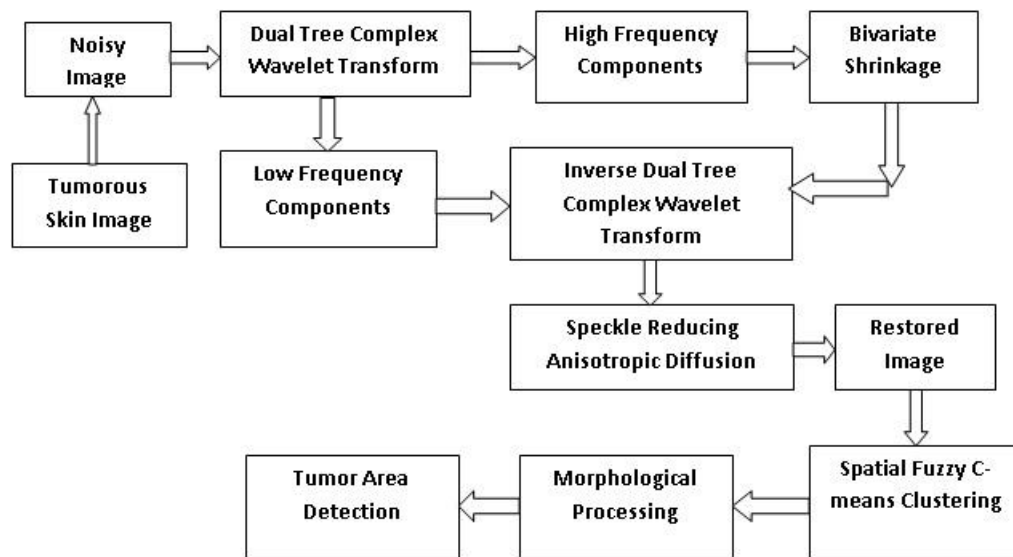 Noisy
Image
Dual Tree Complex
Wavelet Transform
High Frequency
Components
Bivariate
Shrinkage
Tumorous
Skin Image
Low Frequency
Components
Inverse Dual Tree
Complex Wavelet
Transform
Speckle Reducing
Anisotropic Diffusion
Restored
Image
Spatial Fuzzy C-
means Clustering
Morphological
Processing
Tumor Area
Detection